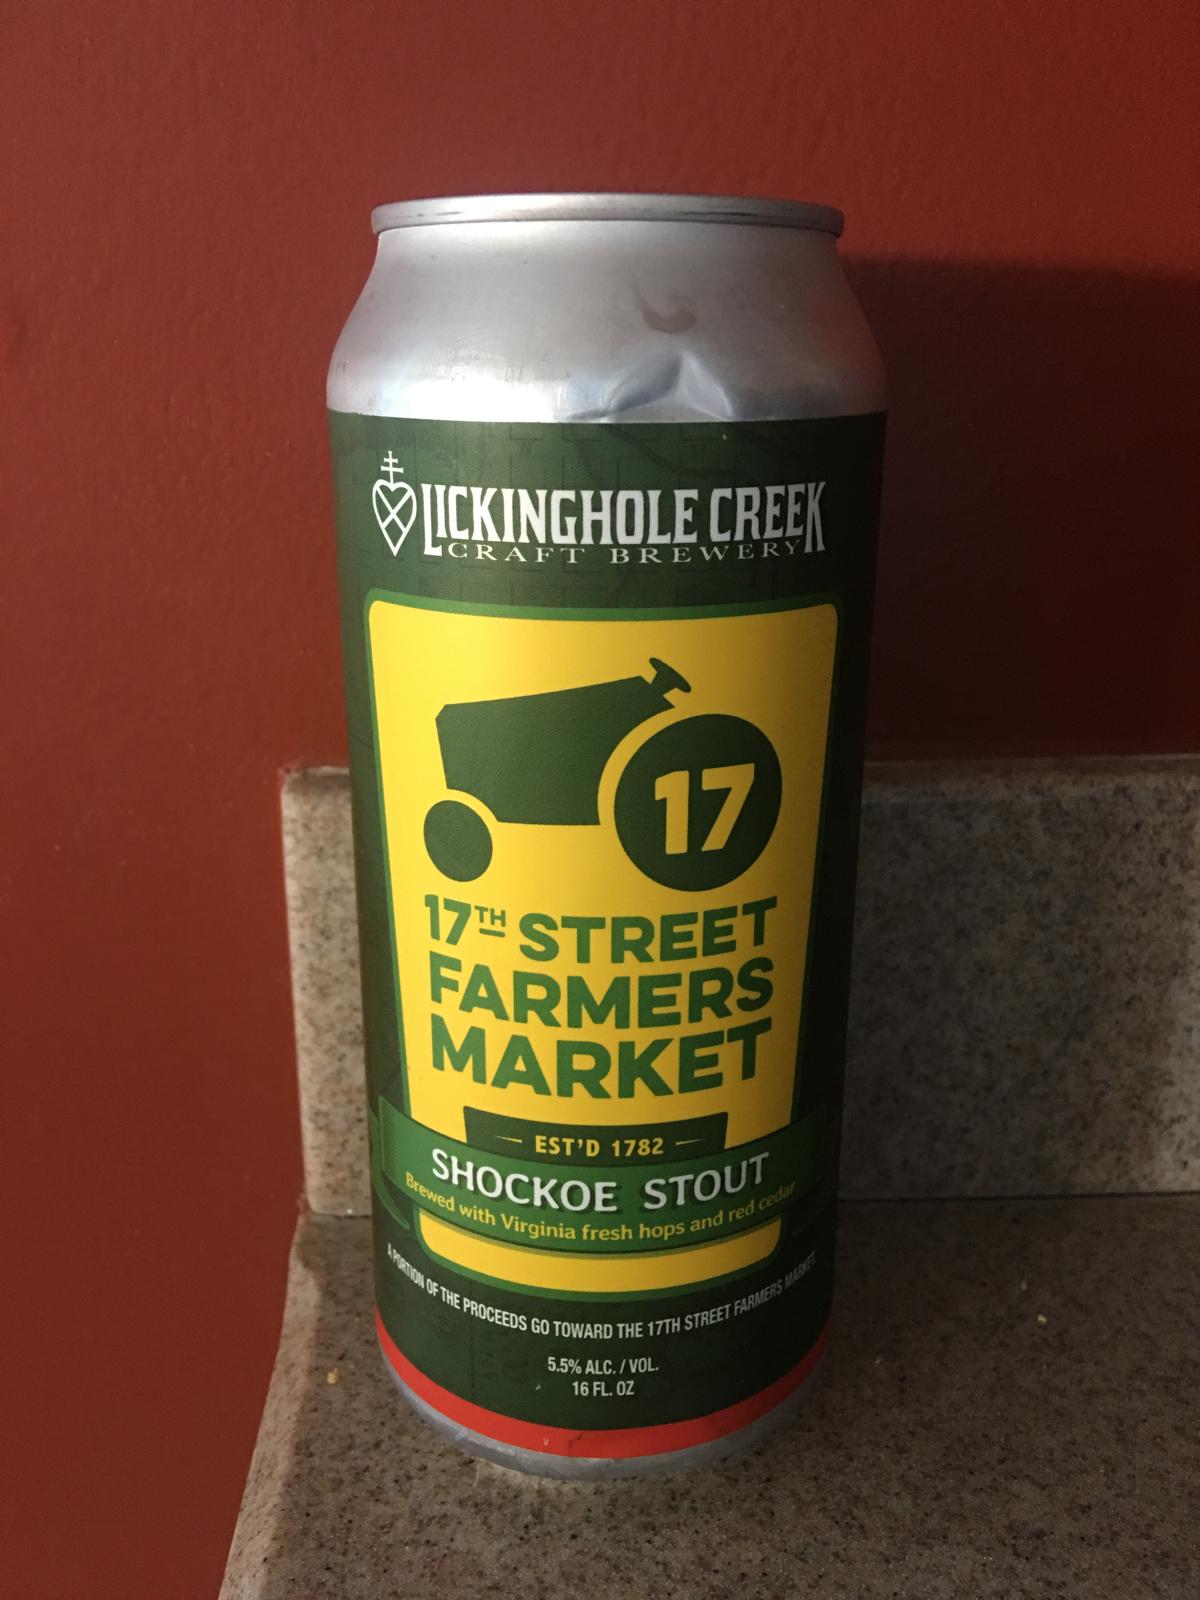 LICKINGHOLE CREEK
CRAFT BREWERY
17
17TH STREET
FARMERS
MARKET
EST'D 1782
SHOCKOE STOUT
Brewed with Virginia fresh hops and red cedar
A PORTION OF THE PROCEEDS GO TOWARD THE 17TH STREET FARMERS MARKET.
5.5% ALC. / VOL.
16 FL. OZ